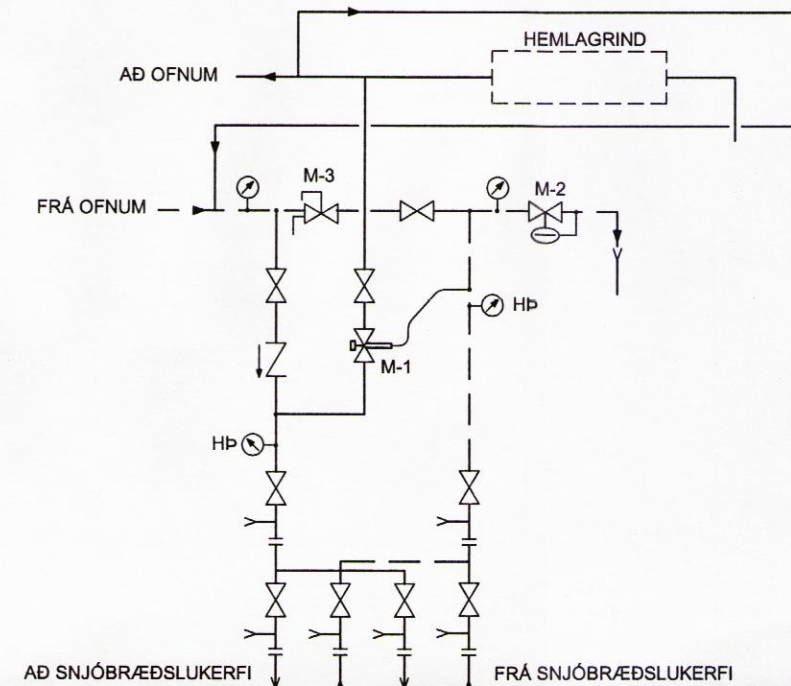 HEMLAGRIND
AÐ OFNUM
M-3
M-2
FRÁ OFNUM
HÞ
M-1
HÞ
AÐ SNJÓBRÆÐSLUKERFI
FRÁ SNJÓBRÆÐSLUKERFI